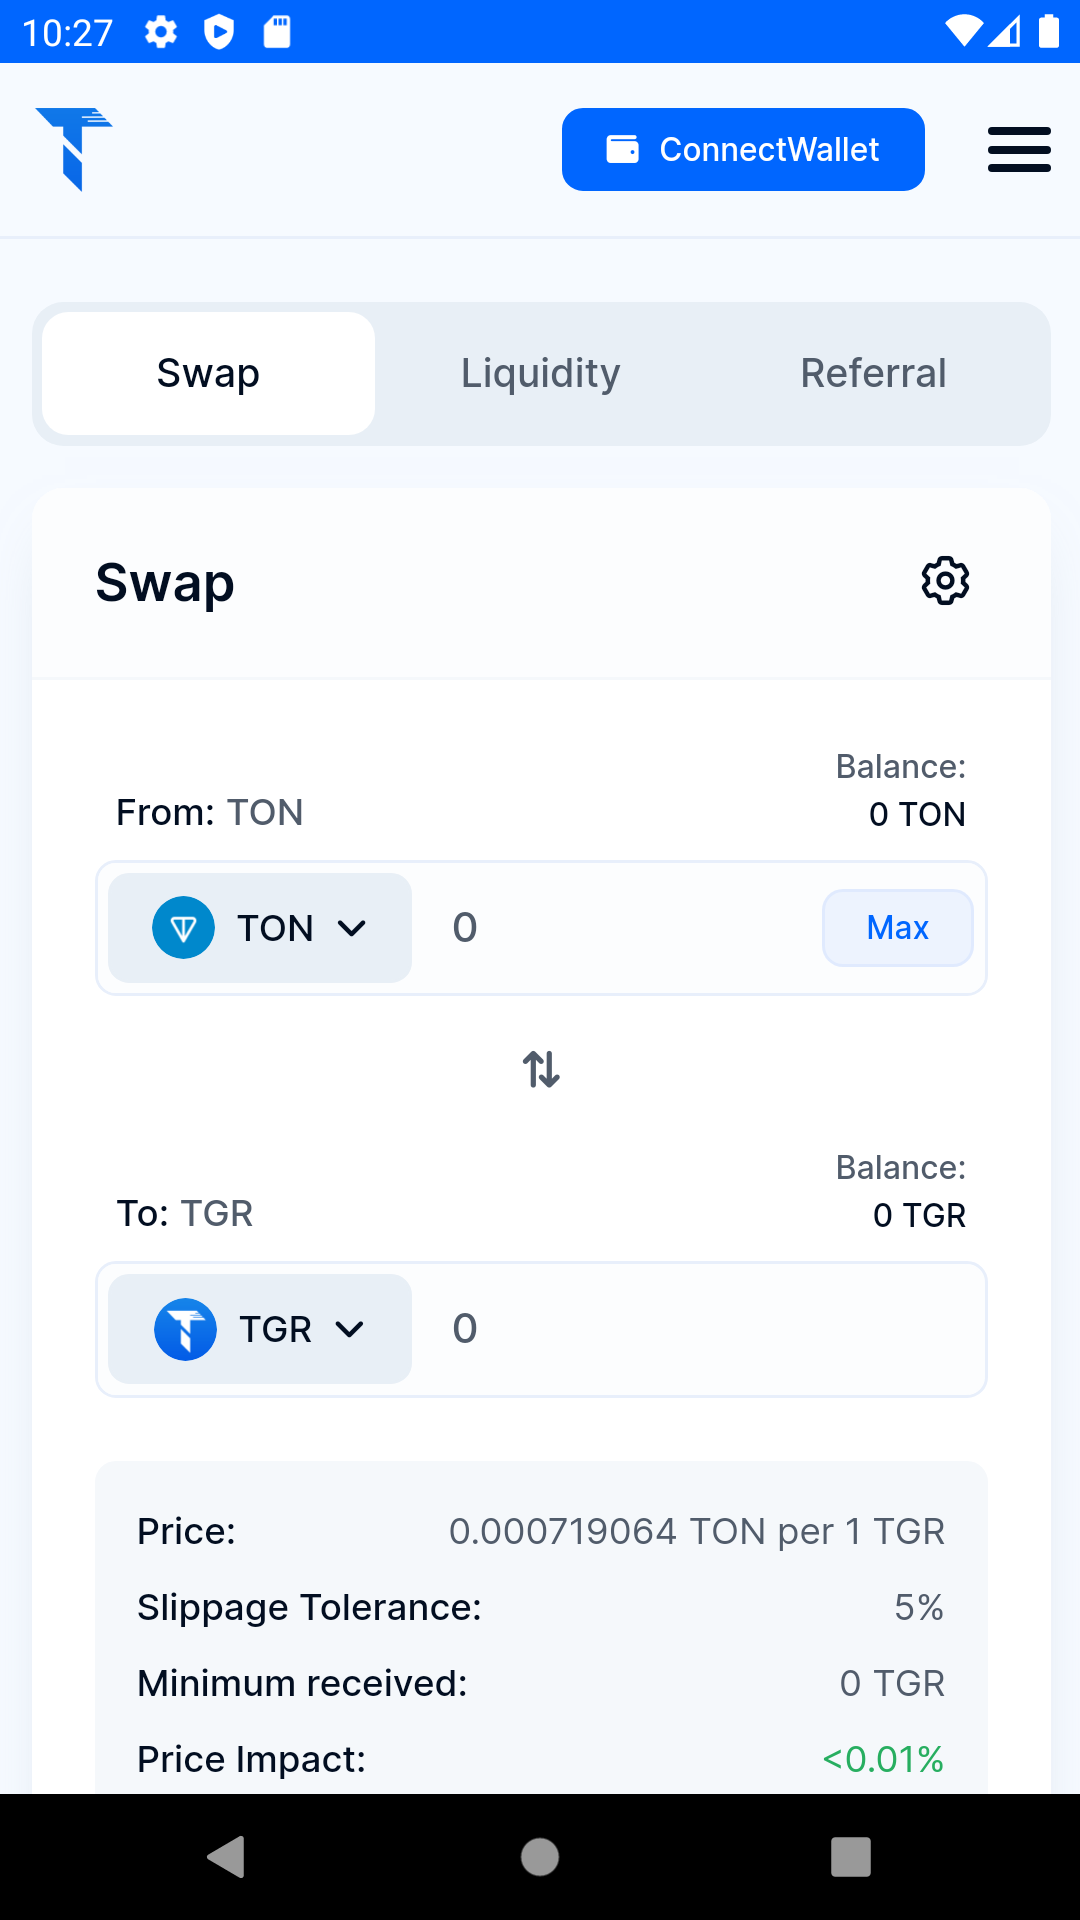 10:27
ConnectWallet
Swap Liquidity Referral
Swap
Balance:
From: TON 0 TON
TON 0 Max
Balance:
To: TGR 0 TGR
TGR 0
Price: 0.000719064 TON per 1 TGR
Slippage Tolerance: 5%
Minimum received: 0 TGR
Price Impact: <0.01%